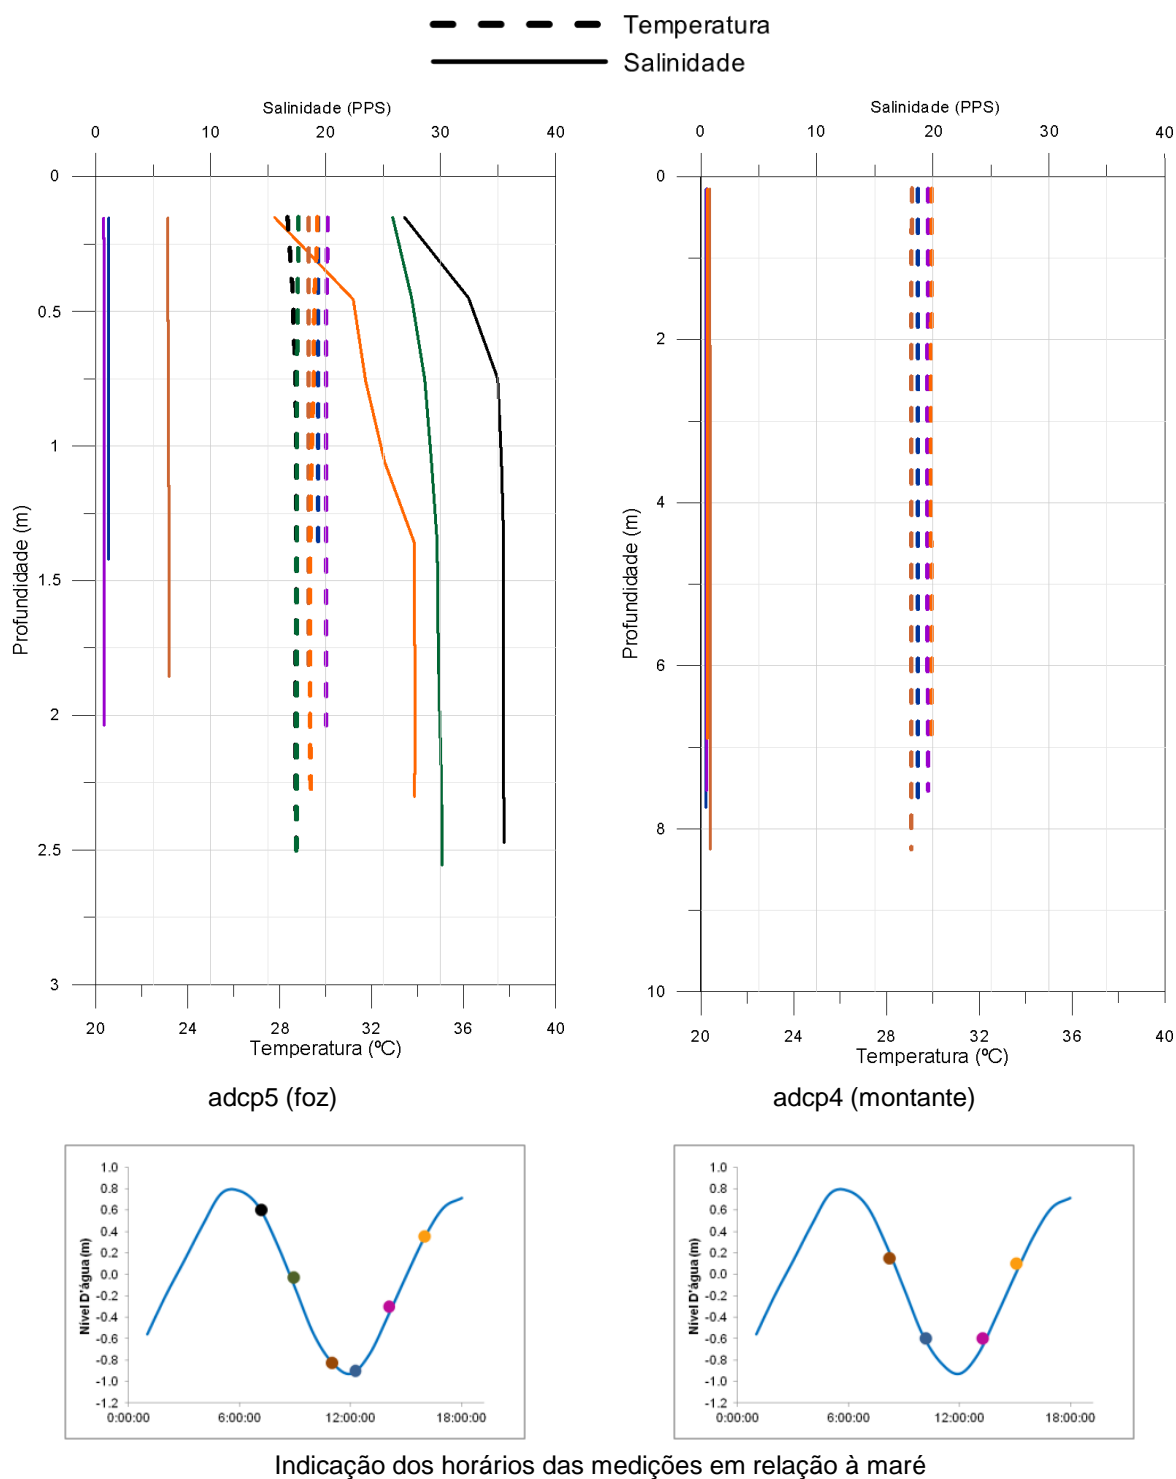 Temperatura
Salinidade
Salinidade (PPS)
0 10 20 30 40
0
0.5
1
1.5
2
2.5
3
Profundidade (m)
20 24 28 32 36 40
Temperatura (ºC)
adcp5 (foz)
Salinidade (PPS)
0 10 20 30 40
0
2
4
6
8
10
Profundidade (m)
20 24 28 32 36 40
Temperatura (ºC)
adcp4 (montante)
1.0
0.8
0.6
0.4
0.2
0.0
-0.2
-0.4
-0.6
-0.8
-1.0
-1.2
Nível D'água (m)
0:00:00 6:00:00 12:00:00 18:00:00
1.0
0.8
0.6
0.4
0.2
0.0
-0.2
-0.4
-0.6
-0.8
-1.0
-1.2
Nível D'água (m)
0:00:00 6:00:00 12:00:00 18:00:00
Indicação dos horários das medições em relação à maré